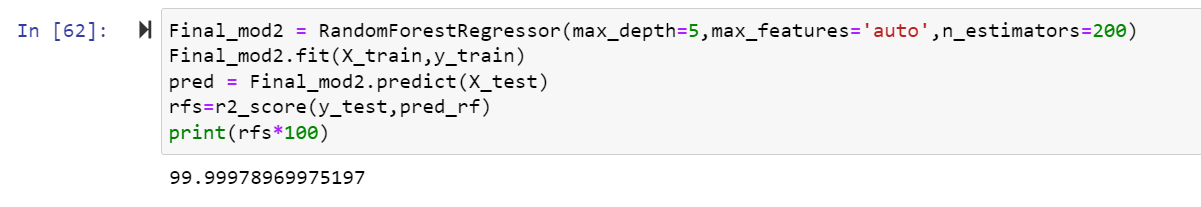 In [62]: Final_mod2 = RandomForestRegressor(max_depth=5,max_features='auto',n_estimators=200)
Final_mod2.fit(X_train,y_train)
pred = Final_mod2.predict(X_test)
rfs=r2_score(y_test,pred_rf)
print(rfs*100)
99.99978969975197